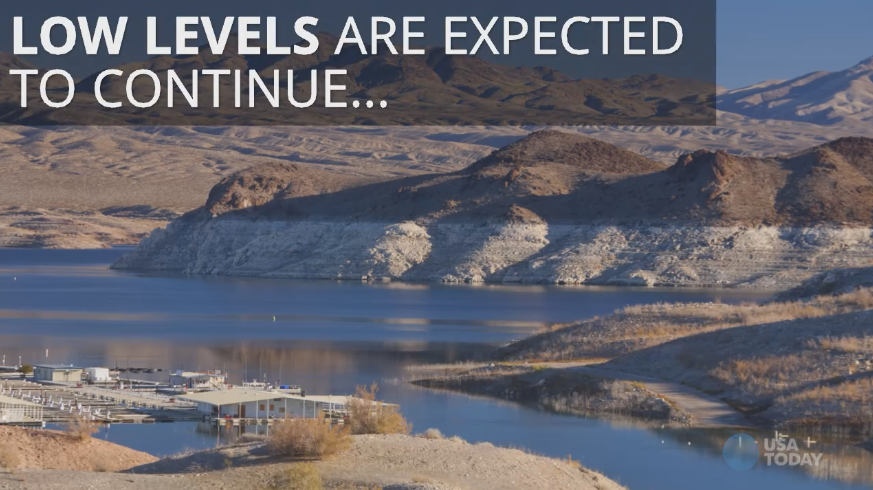 LOW LEVELS ARE EXPECTED
TO CONTINUE...
USA
TODAY